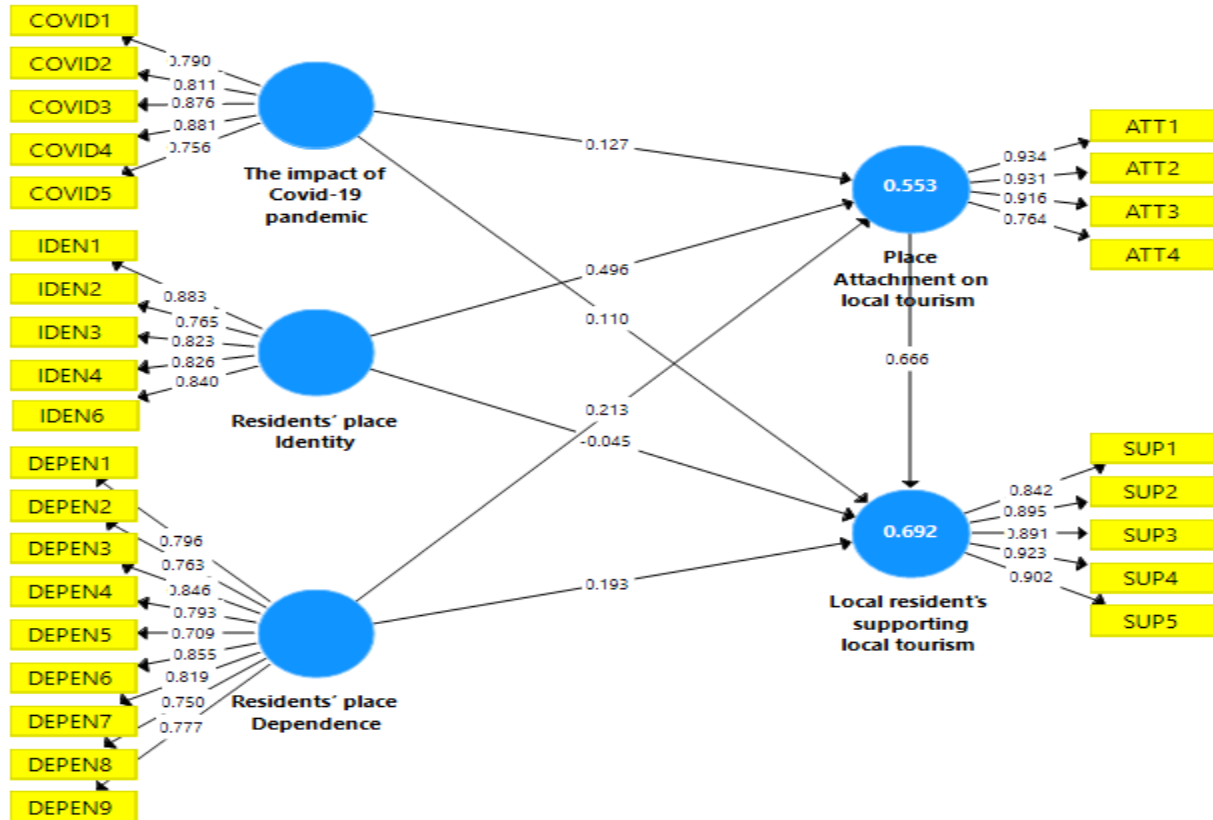 COVID1
COVID2
COVID3
COVID4
COVID5
0.790
0.811
0.876
0.881
0.756
The impact of
Covid-19
pandemic
IDEN1
IDEN2
IDEN3
IDEN4
IDEN6
0.883
0.765
0.823
0.826
0.840
Residents´ place
Identity
DEPEN1
DEPEN2
DEPEN3
DEPEN4
DEPEN5
DEPEN6
DEPEN7
DEPEN8
DEPEN9
0.796
0.763
0.846
0.793
0.709
0.855
0.819
0.750
0.777
Residents´ place
Dependence
0.127
0.496
0.110
0.213
-0.045
0.193
0.553
Place
Attachment on
local tourism
0.934
0.931
0.916
0.764
ATT1
ATT2
ATT3
ATT4
0.666
0.692
Local resident's
supporting
local tourism
0.842
0.895
0.891
0.923
0.902
SUP1
SUP2
SUP3
SUP4
SUP5